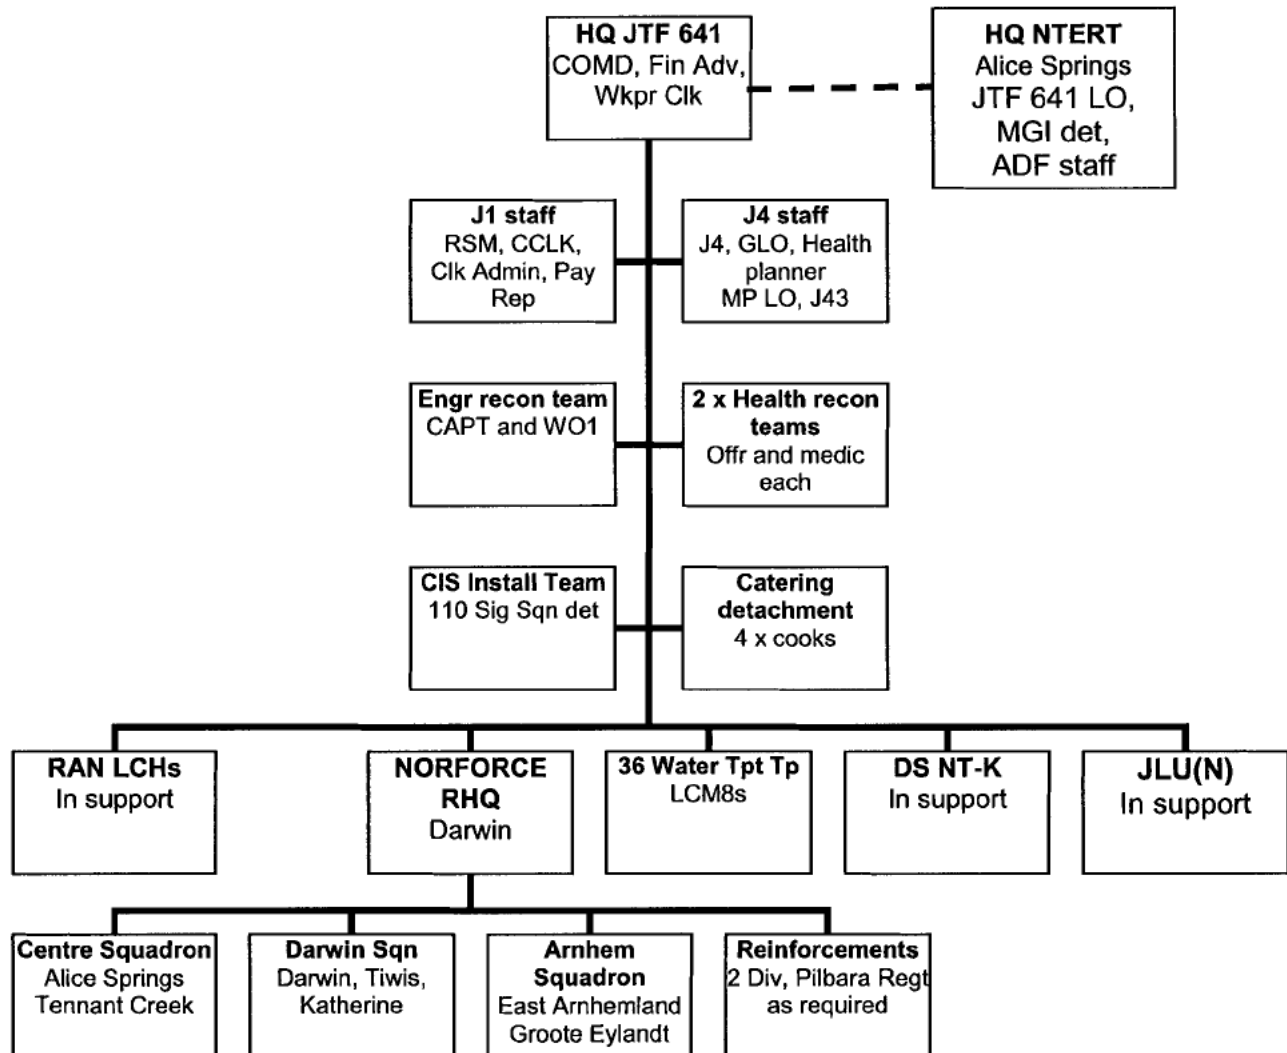 HQ JTF 641
COMD, Fin Adv,
Wkpr Clk
HQ NTERT
Alice Springs
JTF 641 LO,
MGI det,
ADF staff
J1 staff
RSM, CCLK,
Clk Admin, Pay
Rep
J4 staff
J4, GLO, Health
planner
MP LO, J43
Engr recon team
CAPT and WO1
2 x Health recon
teams
Offr and medic
each
CIS Install Team
110 Sig Sqn det
Catering
detachment
4 x cooks
RAN LCHs
In support
NORFORCE
RHQ
Darwin
36 Water Tpt Tp
LCM8s
DS NT-K
In support
JLU(N)
In support
Centre Squadron
Alice Springs
Tennant Creek
Darwin Sqn
Darwin, Tiwis,
Katherine
Arnhem
Squadron
East Arnhemland
Groote Eylandt
Reinforcements
2 Div, Pilbara Regt
as required